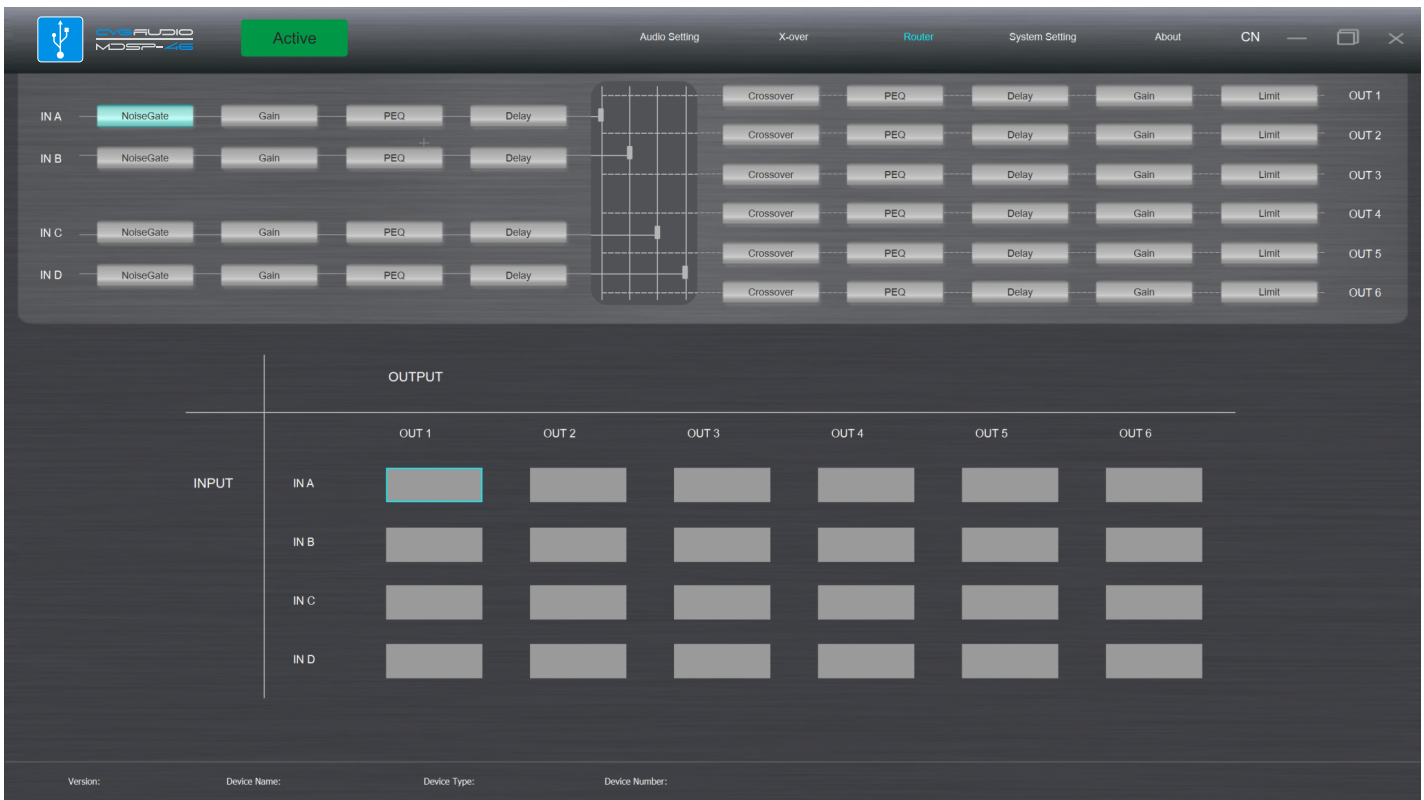 CVGAUDIO
MDSP-46
Active
Audio Setting X-over Router System Setting About CN
IN A NoiseGate Gain PEQ Delay
IN B NoiseGate Gain PEQ Delay
IN C NoiseGate Gain PEQ Delay
IN D NoiseGate Gain PEQ Delay
Crossover PEQ Delay Gain Limit OUT 1
Crossover PEQ Delay Gain Limit OUT 2
Crossover PEQ Delay Gain Limit OUT 3
Crossover PEQ Delay Gain Limit OUT 4
Crossover PEQ Delay Gain Limit OUT 5
Crossover PEQ Delay Gain Limit OUT 6
OUTPUT
OUT 1 OUT 2 OUT 3 OUT 4 OUT 5 OUT 6
INPUT IN A
IN B
IN C
IN D
Version: Device Name: Device Type: Device Number: